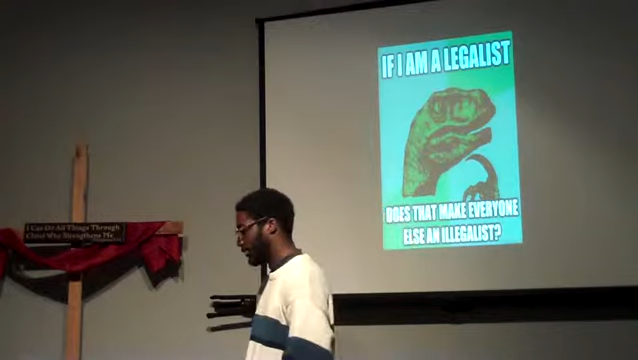 IF I AM A LEGALIST
DOES THAT MAKE EVERYONE
ELSE AN ILLEGALIST?
I Can Do All Things Through
Christ Who Strengthens Me